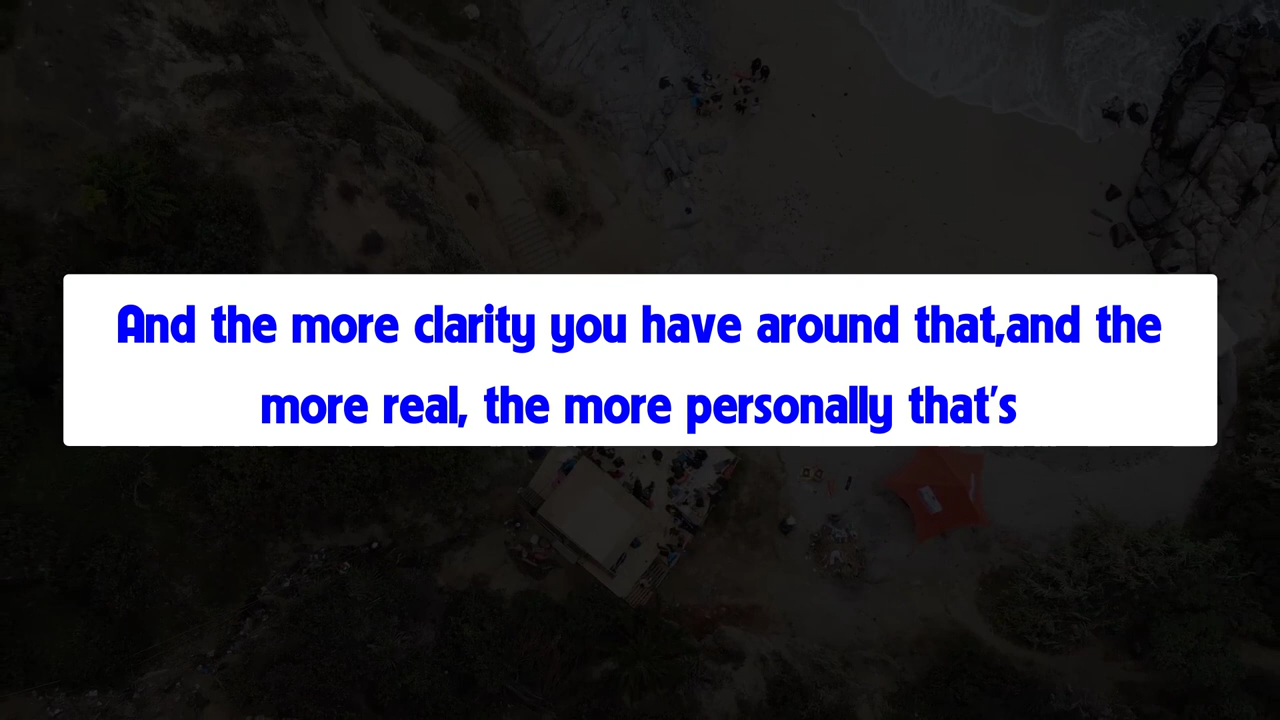 And the more clarity you have around that,and the
more real, the more personally that's